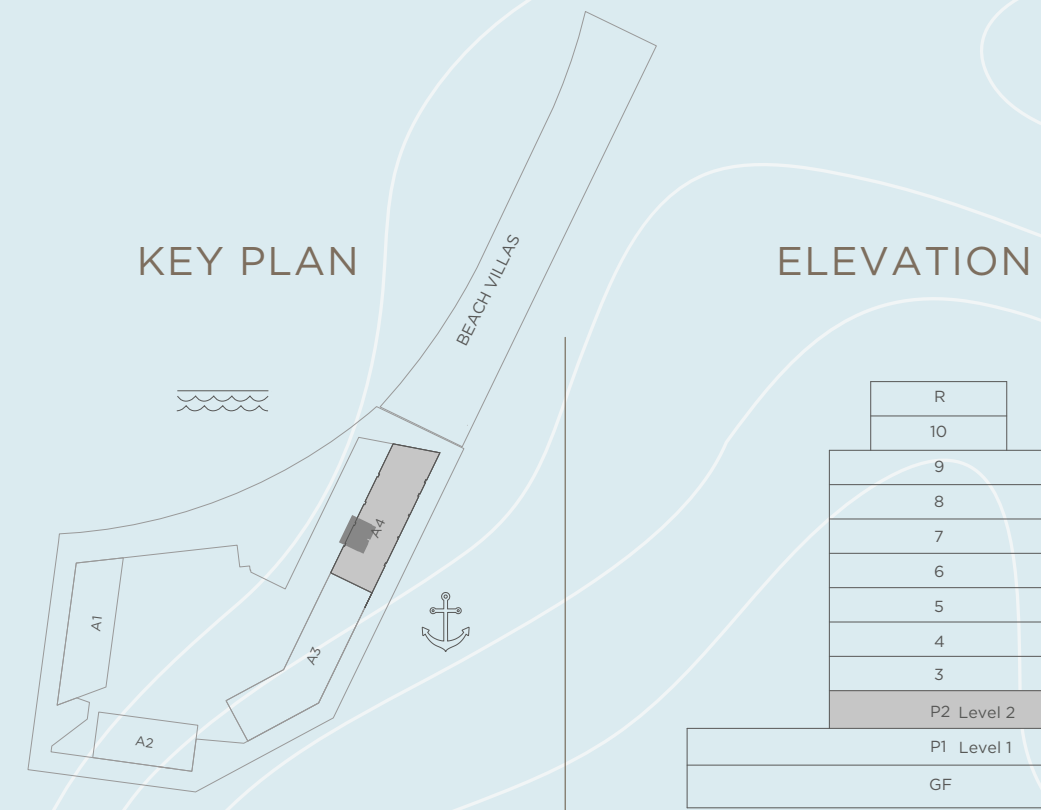 KEY PLAN
BEACH VILLAS
A4
A3
A1
A2
ELEVATION
R
10
9
8
7
6
5
4
3
P2 Level 2
P1 Level 1
GF